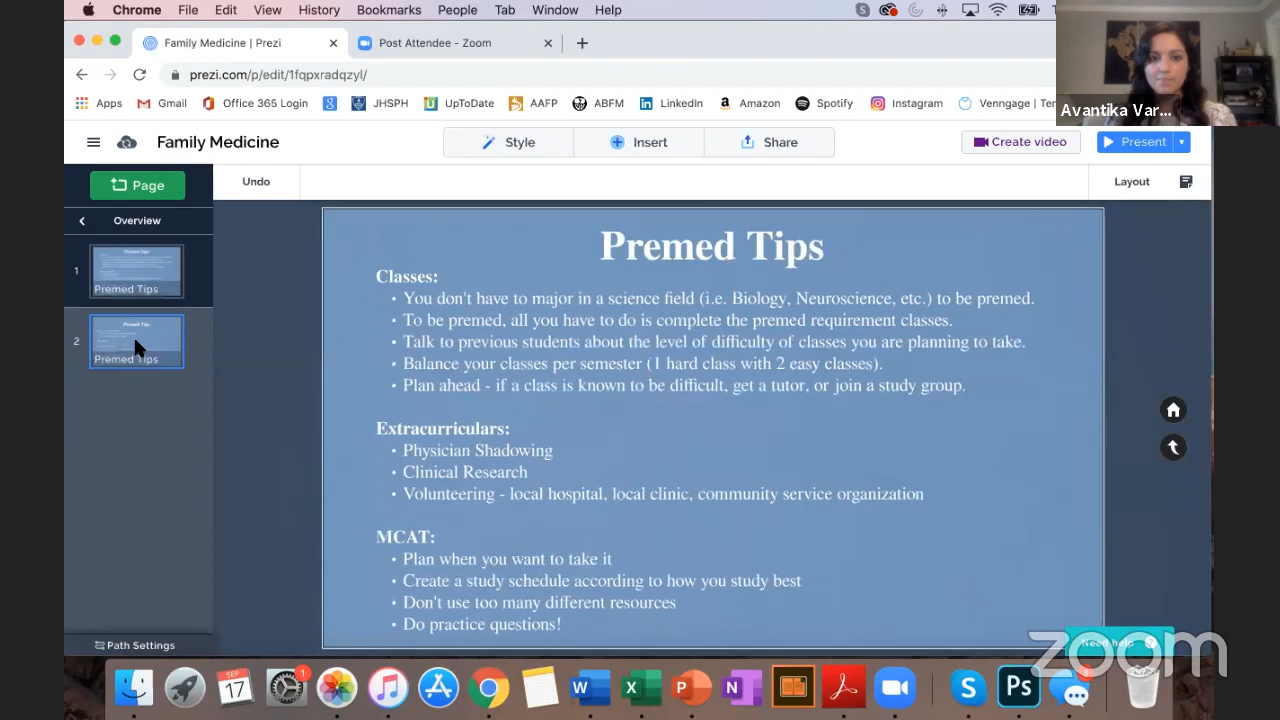 Chrome File Edit View History Bookmarks People Tab Window Help
Family Medicine | Prezi
Post Attendee - Zoom
prezi.com/p/edit/1fqpxradqzyl/
Apps Gmail Office 365 Login JHSPH UpToDate AAFP ABFM LinkedIn Amazon Spotify Instagram Venngage | Ten
Avantika Var...
Family Medicine
Style
Insert
Share
Create video
Present
Page
Undo
Layout
Overview
1
Premed Tips
2
Premed Tips
Path Settings
Premed Tips
Classes:
• You don't have to major in a science field (i.e. Biology, Neuroscience, etc.) to be premed.
• To be premed, all you have to do is complete the premed requirement classes.
• Talk to previous students about the level of difficulty of classes you are planning to take.
• Balance your classes per semester (1 hard class with 2 easy classes).
• Plan ahead - if a class is known to be difficult, get a tutor, or join a study group.
Extracurriculars:
• Physician Shadowing
• Clinical Research
• Volunteering - local hospital, local clinic, community service organization
MCAT:
• Plan when you want to take it
• Create a study schedule according to how you study best
• Don't use too many different resources
• Do practice questions!
Need help
zoom
SEP
17
1
W
X
P
N
S
Ps